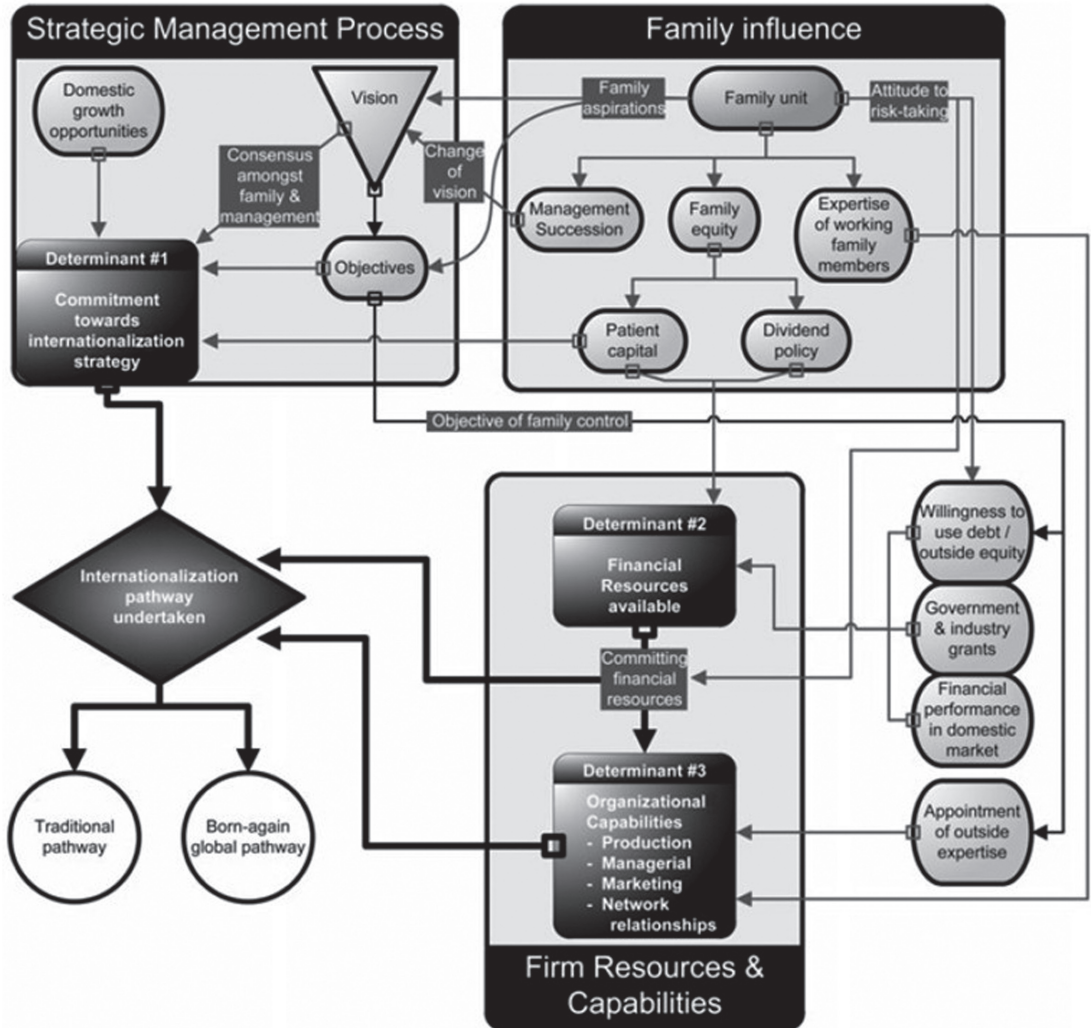 Strategic Management Process
Domestic
growth
opportunities
Vision
Consensus
amongst
family &
management
Change
of
vision
Objectives
Determinant #1
Commitment
towards
internationalization
strategy
Family influence
Family
aspirations
Family unit
Attitude to
risk-taking
Management
Succession
Family
equity
Expertise
of working
family
members
Patient
capital
Dividend
policy
Objective of family control
Internationalization
pathway
undertaken
Traditional
pathway
Born-again
global pathway
Determinant #2
Financial
Resources
available
Committing
financial
resources
Determinant #3
Organizational
Capabilities
- Production
- Managerial
- Marketing
- Network
relationships
Firm Resources &
Capabilities
Willingness to
use debt /
outside equity
Government
& industry
grants
Financial
performance
in domestic
market
Appointment
of outside
expertise